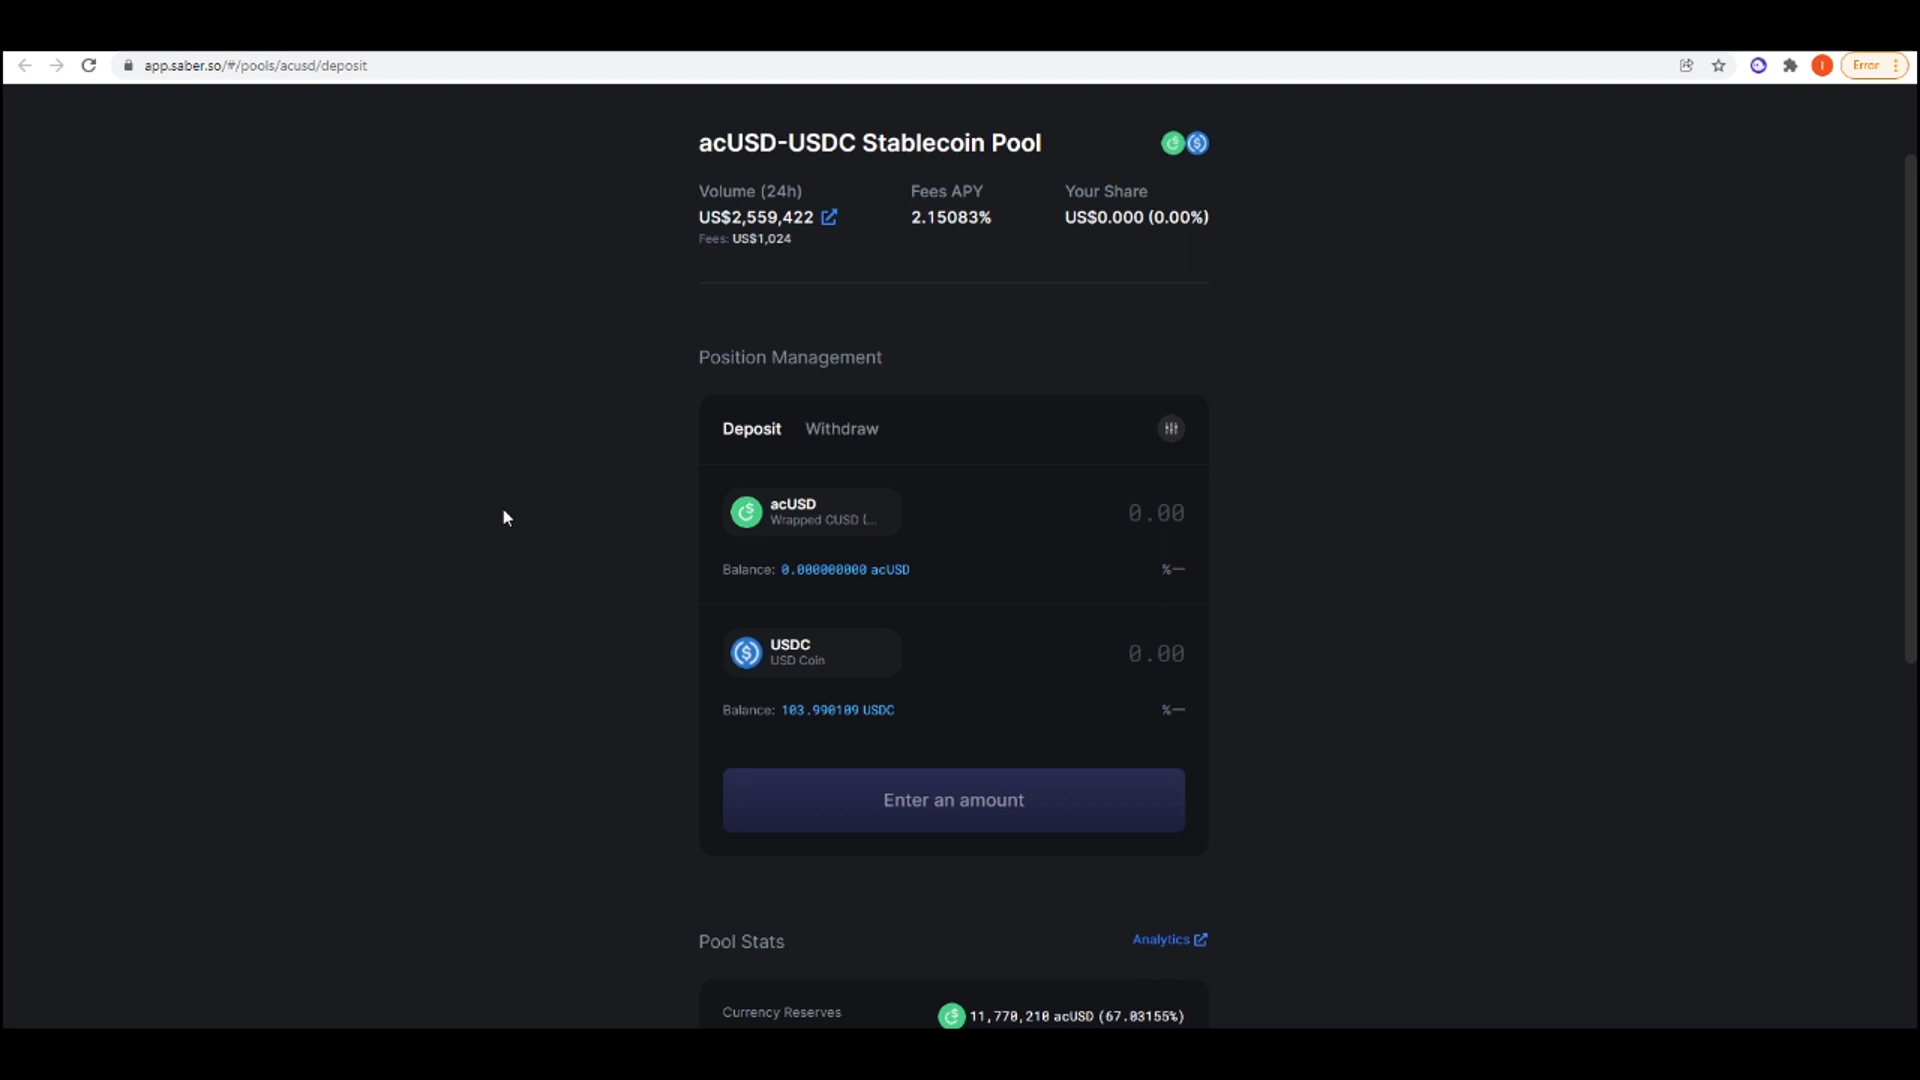 app.saber.so/#/pools/acusd/deposit
Error
acUSD-USDC Stablecoin Pool
Volume (24h) Fees APY Your Share
US$2,559,422 2.15083% US$0.000 (0.00%)
Fees: US$1,024
Position Management
Deposit Withdraw
acUSD
Wrapped CUSD (...
0.00
Balance: 0.000000000 acUSD %—
USDC
USD Coin
0.00
Balance: 103.990109 USDC %—
Enter an amount
Pool Stats Analytics
Currency Reserves 11,770,210 acUSD (67.03155%)